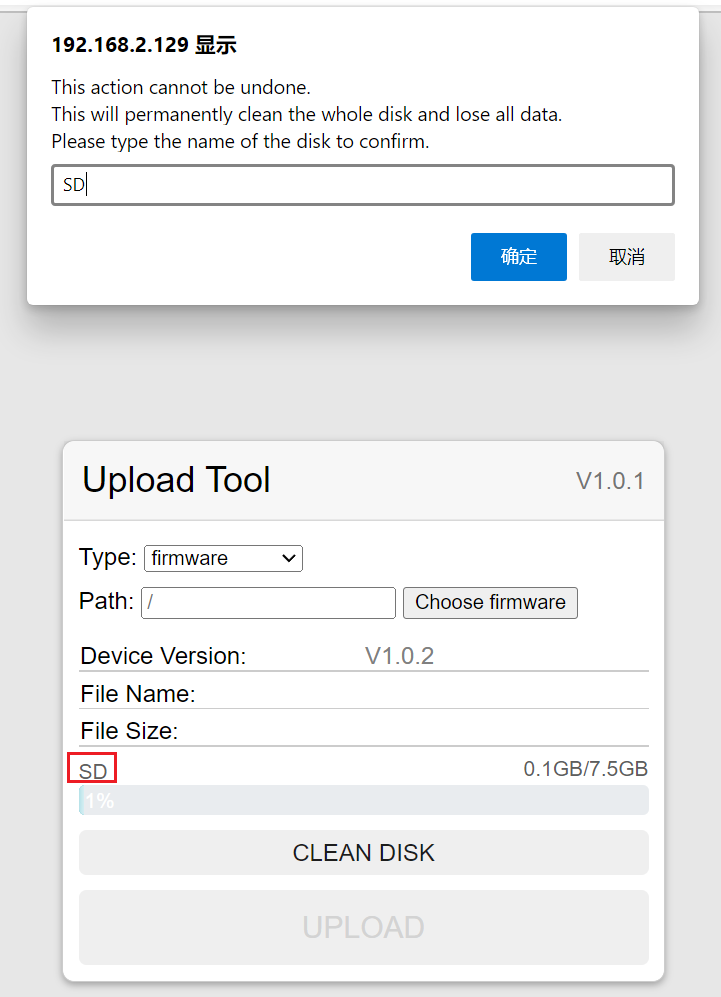 192.168.2.129 显示
This action cannot be undone.
This will permanently clean the whole disk and lose all data.
Please type the name of the disk to confirm.
SD
确定 取消
Upload Tool V1.0.1
Type: firmware
Path: / Choose firmware
Device Version: V1.0.2
File Name:
File Size:
SD 0.1GB/7.5GB
1%
CLEAN DISK
UPLOAD